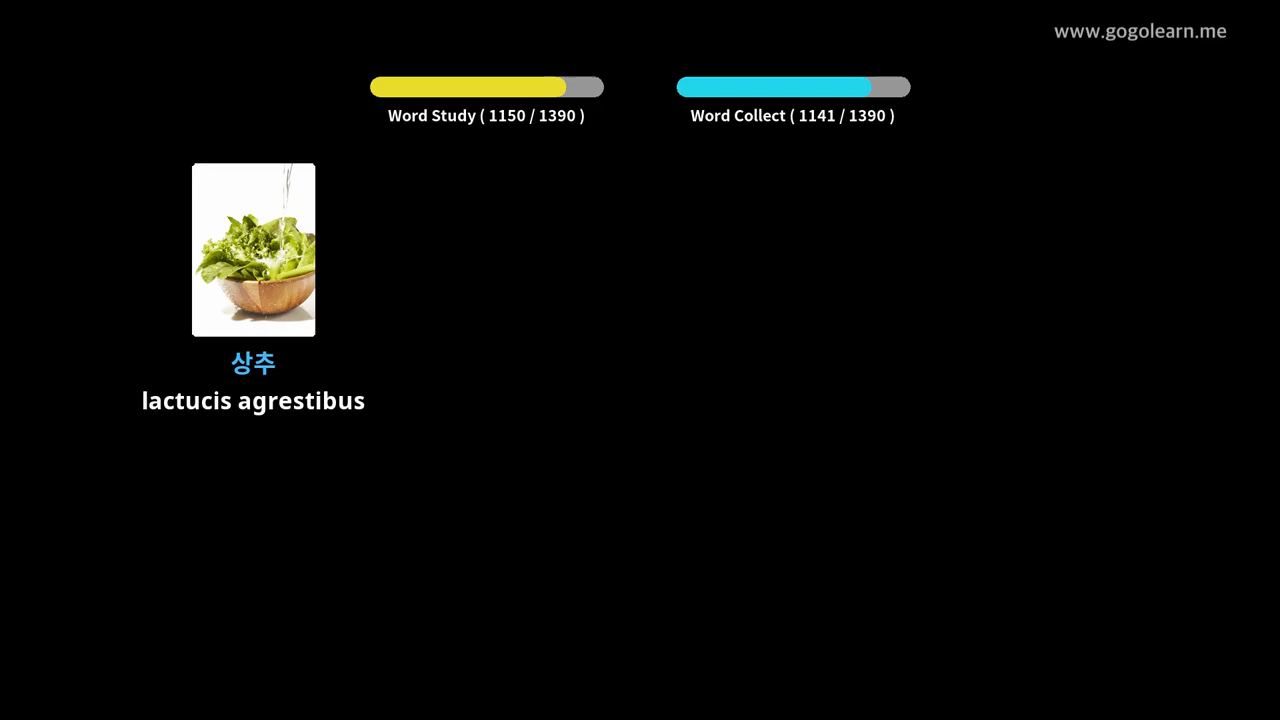 www.gogolearn.me
Word Study ( 1150 / 1390 )
Word Collect ( 1141 / 1390 )
상추
lactucis agrestibus